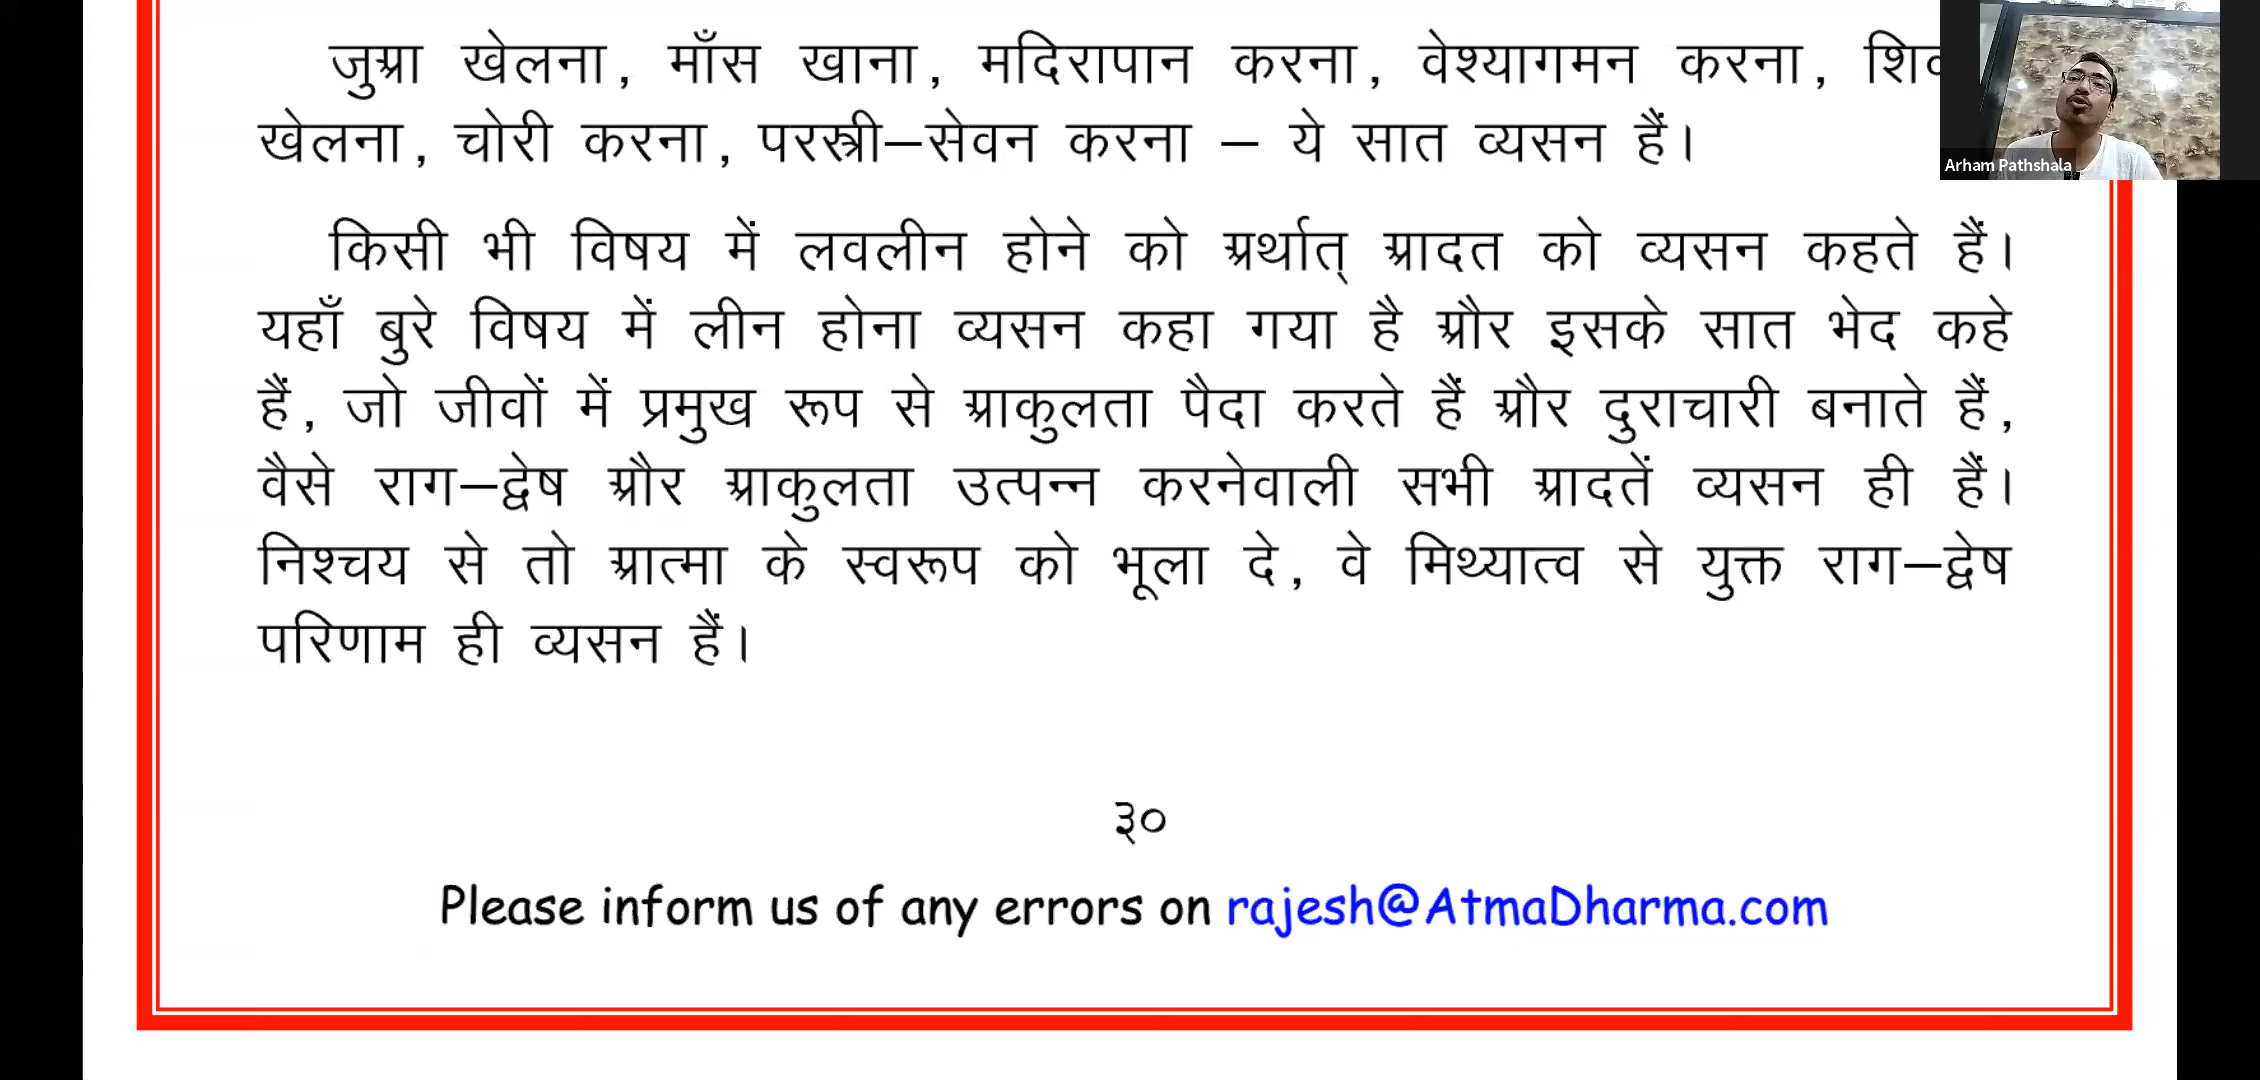 जुआ खेलना, माँस खाना, मदिरापान करना, वेश्यागमन करना,
खेलना, चोरी करना, परस्त्री–सेवन करना – ये सात व्यसन हैं।
किसी भी विषय में लवलीन होने को अर्थात् आदत को व्यसन कहते हैं।
यहाँ बुरे विषय में लीन होना व्यसन कहा गया है और इसके सात भेद कहे
हैं, जो जीवों में प्रमुख रूप से आकुलता पैदा करते हैं और दुराचारी बनाते हैं,
वैसे राग–द्वेष और आकुलता उत्पन्न करनेवाली सभी आदतें व्यसन ही हैं।
निश्चय से तो आत्मा के स्वरूप को भूला दे, वे मिथ्यात्व से युक्त राग–द्वेष
परिणाम ही व्यसन हैं।
३०
Please inform us of any errors on rajesh@AtmaDharma.com
Arham Pathshala